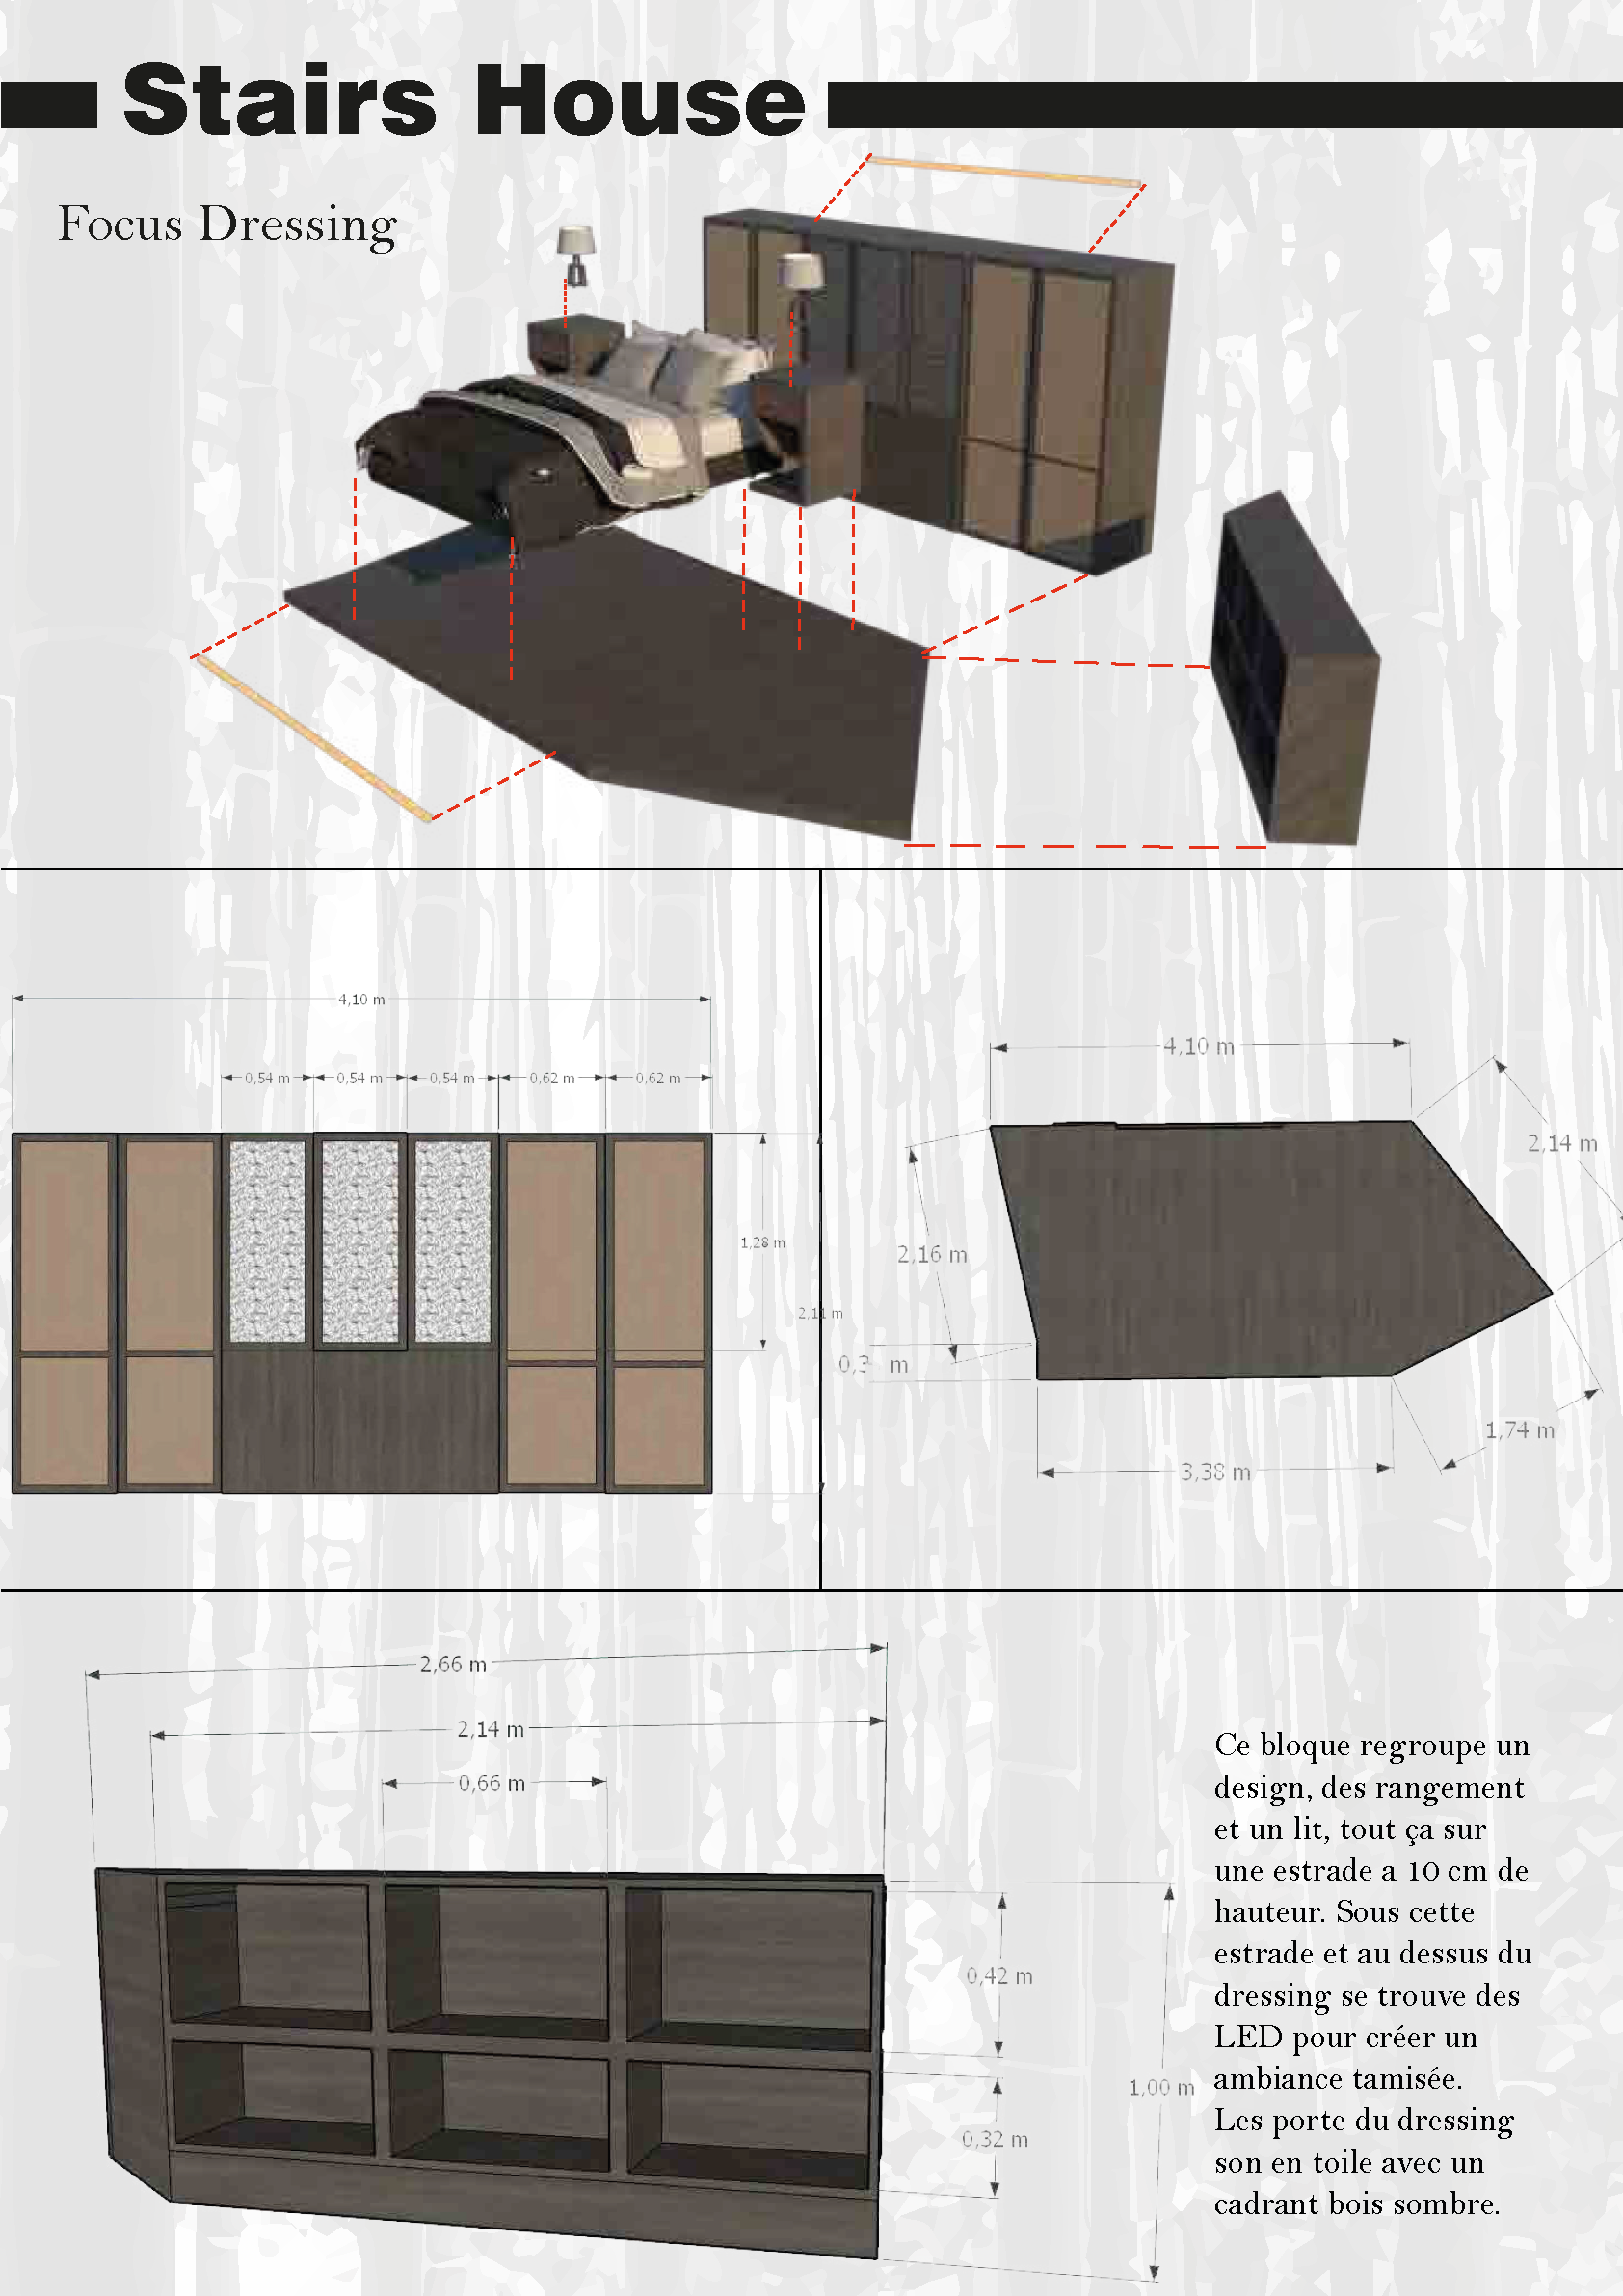 Stairs House
Focus Dressing
4,10 m
0,54 m
0,54 m
0,54 m
0,62 m
0,62 m
1,28 m
2,11 m
4,10 m
2,14 m
2,16 m
m
1,74 m
3,38 m
2,66 m
2,14 m
0,66 m
0,42 m
1,00 m
0,32 m
Ce bloque regroupe un
design, des rangement
et un lit, tout ça sur
une estrade a 10 cm de
hauteur. Sous cette
estrade et au dessus du
dressing se trouve des
LED pour créer un
ambiance tamisée.
Les porte du dressing
son en toile avec un
cadrant bois sombre.